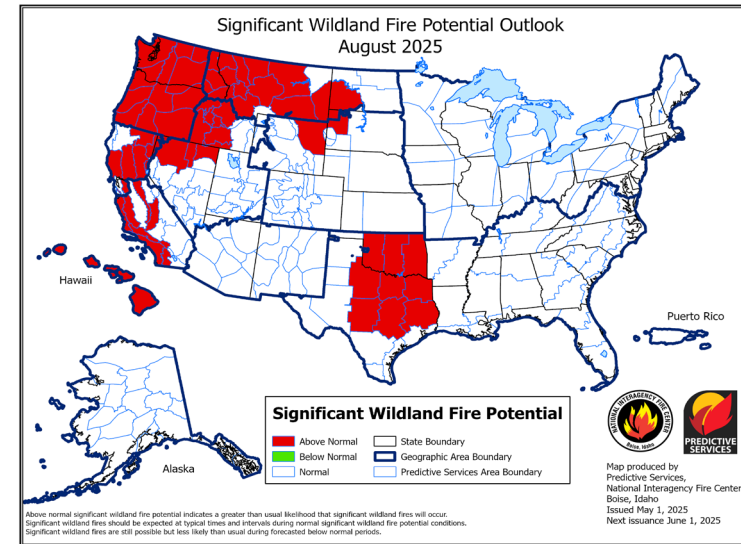 Significant Wildland Fire Potential Outlook
August 2025
Hawaii
Puerto Rico
Alaska
Significant Wildland Fire Potential
Above Normal
Below Normal
Normal
State Boundary
Geographic Area Boundary
Predictive Services Area Boundary
NATIONAL INTERAGENCY FIRE CENTER
Boise, Idaho
PREDICTIVE
SERVICES
Map produced by
Predictive Services,
National Interagency Fire Center
Boise, Idaho
Issued May 1, 2025
Next issuance June 1, 2025
Above normal significant wildland fire potential indicates a greater than usual likelihood that significant wildland fires will occur.
Significant wildland fires should be expected at typical times and intervals during normal significant wildland fire potential conditions.
Significant wildland fires are still possible but less likely than usual during forecasted below normal periods.